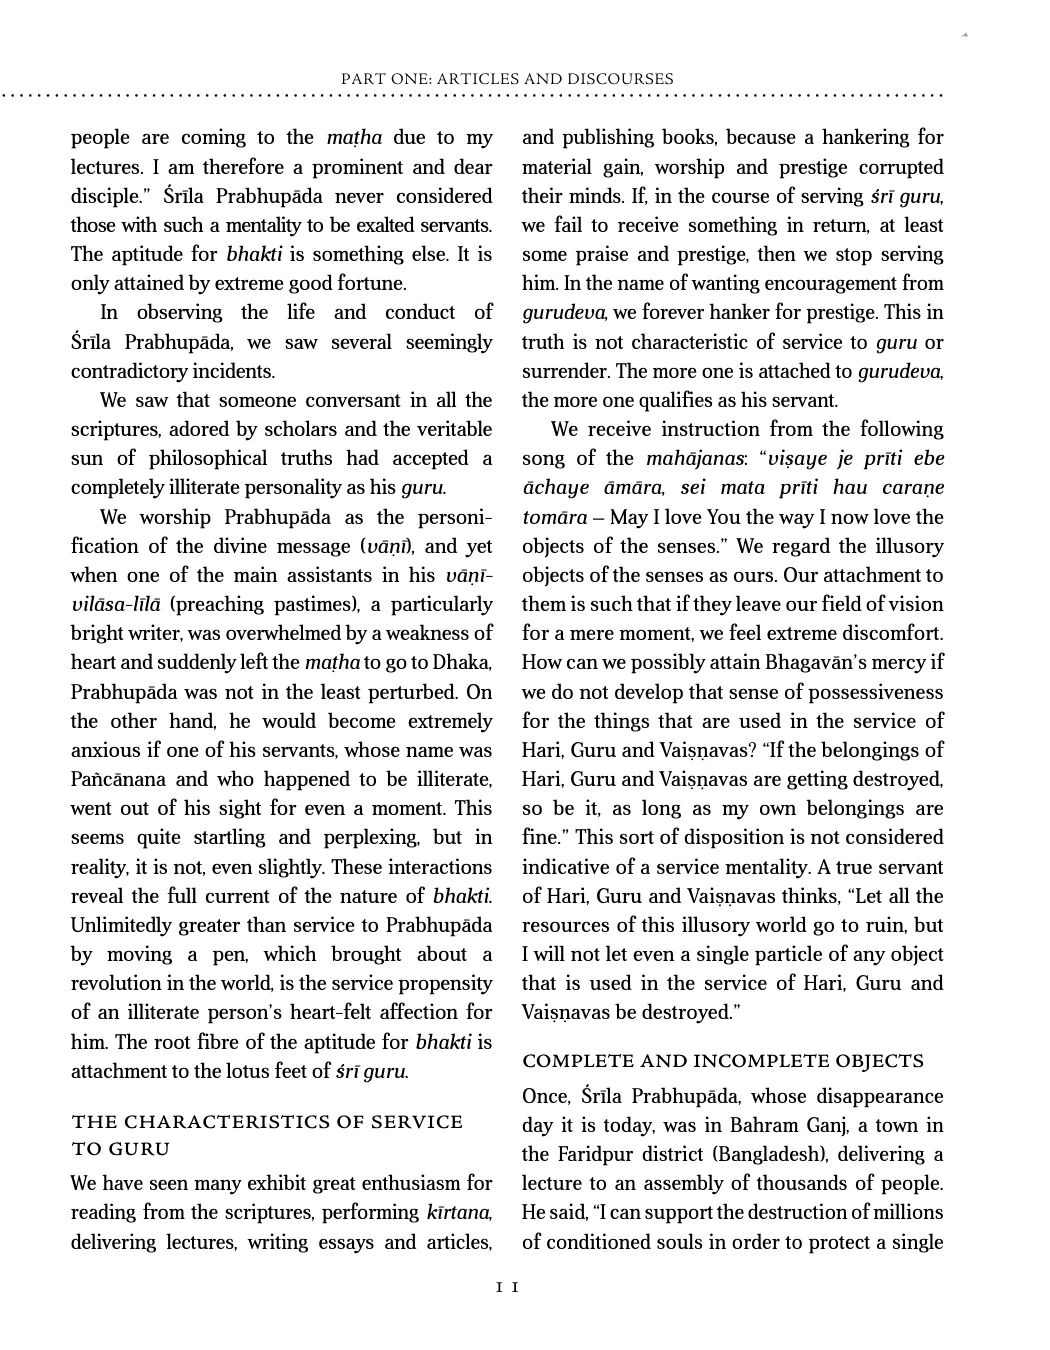 PART ONE: ARTICLES AND DISCOURSES
people are coming to the maṭha due to my
lectures. I am therefore a prominent and dear
disciple.” Śrīla Prabhupāda never considered
those with such a mentality to be exalted servants.
The aptitude for bhakti is something else. It is
only attained by extreme good fortune.
In observing the life and conduct of
Śrīla Prabhupāda, we saw several seemingly
contradictory incidents.
We saw that someone conversant in all the
scriptures, adored by scholars and the veritable
sun of philosophical truths had accepted a
completely illiterate personality as his guru.
We worship Prabhupāda as the personi-
fication of the divine message (vāṇī), and yet
when one of the main assistants in his vāṇī-
vilāsa-līlā (preaching pastimes), a particularly
bright writer, was overwhelmed by a weakness of
heart and suddenly left the maṭha to go to Dhaka,
Prabhupāda was not in the least perturbed. On
the other hand, he would become extremely
anxious if one of his servants, whose name was
Pañcānana and who happened to be illiterate,
went out of his sight for even a moment. This
seems quite startling and perplexing, but in
reality, it is not, even slightly. These interactions
reveal the full current of the nature of bhakti.
Unlimitedly greater than service to Prabhupāda
by moving a pen, which brought about a
revolution in the world, is the service propensity
of an illiterate person’s heart-felt affection for
him. The root fibre of the aptitude for bhakti is
attachment to the lotus feet of śrī guru.
THE CHARACTERISTICS OF SERVICE
TO GURU
We have seen many exhibit great enthusiasm for
reading from the scriptures, performing kīrtana,
delivering lectures, writing essays and articles,
and publishing books, because a hankering for
material gain, worship and prestige corrupted
their minds. If, in the course of serving śrī guru,
we fail to receive something in return, at least
some praise and prestige, then we stop serving
him. In the name of wanting encouragement from
gurudeva, we forever hanker for prestige. This in
truth is not characteristic of service to guru or
surrender. The more one is attached to gurudeva,
the more one qualifies as his servant.
We receive instruction from the following
song of the mahājanas: “viṣaye je prīti ebe
āchaye āmāra, sei mata prīti hau caraṇe
tomāra – May I love You the way I now love the
objects of the senses.” We regard the illusory
objects of the senses as ours. Our attachment to
them is such that if they leave our field of vision
for a mere moment, we feel extreme discomfort.
How can we possibly attain Bhagavān’s mercy if
we do not develop that sense of possessiveness
for the things that are used in the service of
Hari, Guru and Vaiṣṇavas? “If the belongings of
Hari, Guru and Vaiṣṇavas are getting destroyed,
so be it, as long as my own belongings are
fine.” This sort of disposition is not considered
indicative of a service mentality. A true servant
of Hari, Guru and Vaiṣṇavas thinks, “Let all the
resources of this illusory world go to ruin, but
I will not let even a single particle of any object
that is used in the service of Hari, Guru and
Vaiṣṇavas be destroyed.”
COMPLETE AND INCOMPLETE OBJECTS
Once, Śrīla Prabhupāda, whose disappearance
day it is today, was in Bahram Ganj, a town in
the Faridpur district (Bangladesh), delivering a
lecture to an assembly of thousands of people.
He said, “I can support the destruction of millions
of conditioned souls in order to protect a single
11